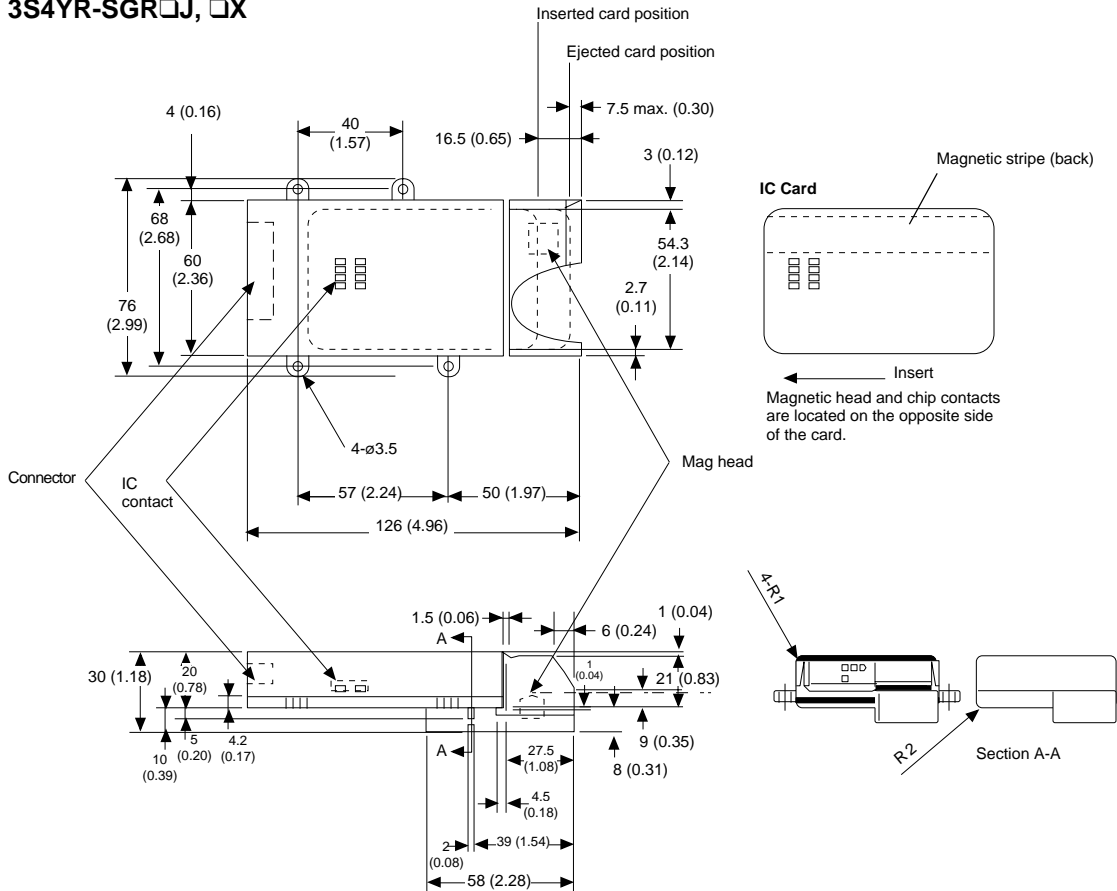 3S4YR-SGR❑J, ❑X
Inserted card position
Ejected card position
4 (0.16)
40
(1.57)
16.5 (0.65)
7.5 max. (0.30)
3 (0.12)
68
(2.68)
60
(2.36)
76
(2.99)
54.3
(2.14)
2.7
(0.11)
4-ø3.5
57 (2.24)
50 (1.97)
126 (4.96)
Connector
IC
contact
Mag head
Magnetic stripe (back)
IC Card
Insert
Magnetic head and chip contacts
are located on the opposite side
of the card.
1.5 (0.06)
A
6 (0.24)
1 (0.04)
30 (1.18)
20
(0.78)
1
(0.04)
21 (0.83)
10
(0.39)
5
(0.20)
4.2
(0.17)
A
27.5
(1.08)
9 (0.35)
8 (0.31)
4.5
(0.18)
2
(0.08)
39 (1.54)
58 (2.28)
4-R1
R2
Section A-A